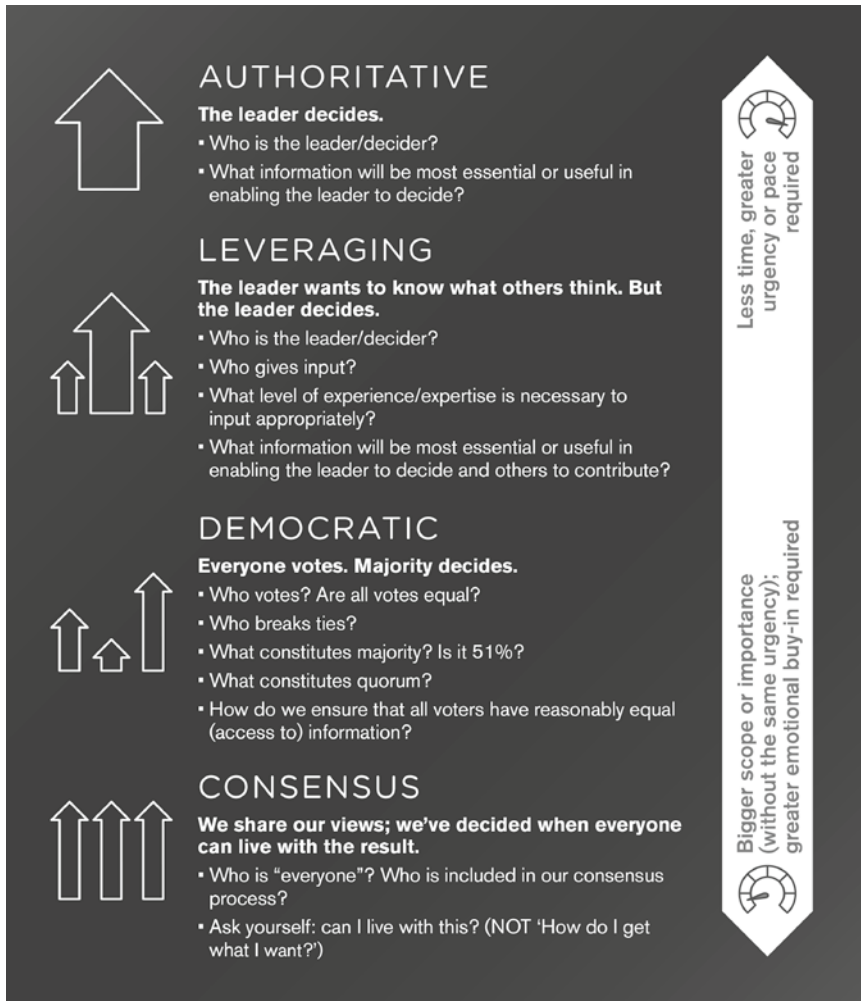 AUTHORITATIVE
The leader decides.
▪ Who is the leader/decider?
▪ What information will be most essential or useful in
enabling the leader to decide?
LEVERAGING
The leader wants to know what others think. But
the leader decides.
▪ Who is the leader/decider?
▪ Who gives input?
▪ What level of experience/expertise is necessary to
input appropriately?
▪ What information will be most essential or useful in
enabling the leader to decide and others to contribute?
DEMOCRATIC
Everyone votes. Majority decides.
▪ Who votes? Are all votes equal?
▪ Who breaks ties?
▪ What constitutes majority? Is it 51%?
▪ What constitutes quorum?
▪ How do we ensure that all voters have reasonably equal
(access to) information?
CONSENSUS
We share our views; we’ve decided when everyone
can live with the result.
▪ Who is “everyone”? Who is included in our consensus
process?
▪ Ask yourself: can I live with this? (NOT ‘How do I get
what I want?’)
Less time, greater
urgency or pace
required
Bigger scope or importance
(without the same urgency);
greater emotional buy-in required